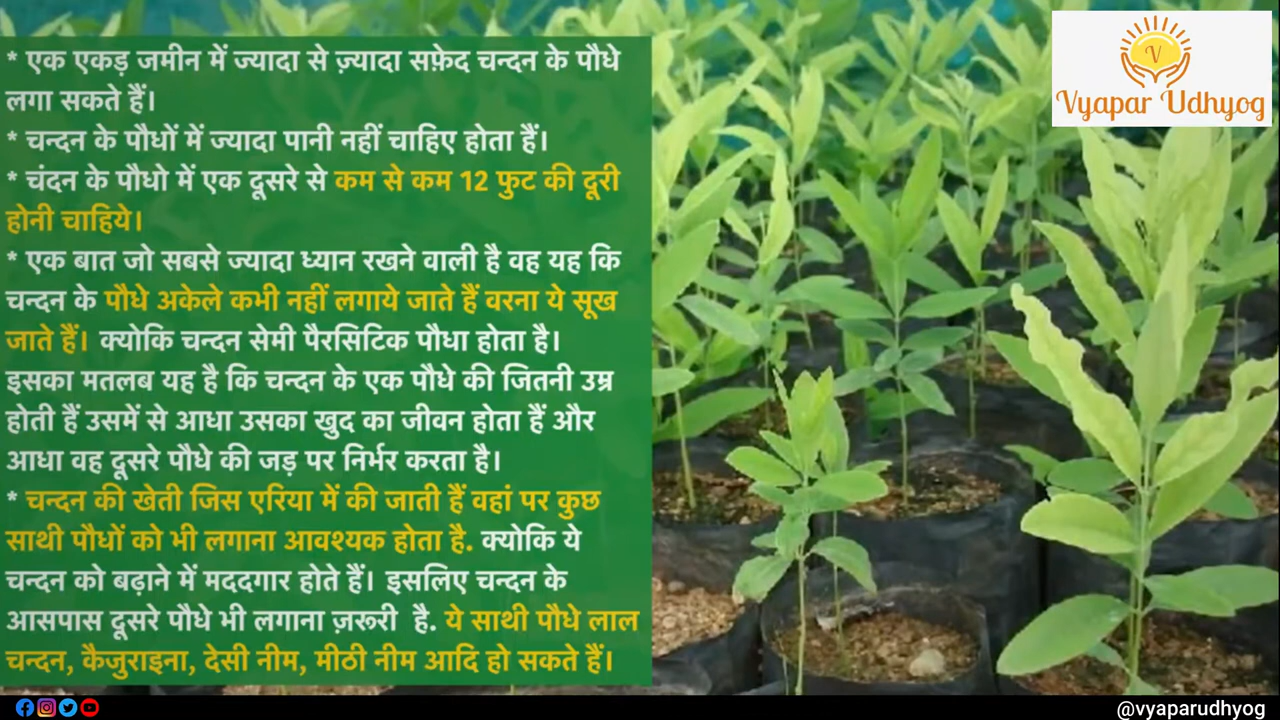 * एक एकड़ जमीन में ज्यादा से ज़्यादा सफ़ेद चन्दन के पौधे
लगा सकते हैं।
* चन्दन के पौधों में ज्यादा पानी नहीं चाहिए होता हैं।
* चंदन के पौधो में एक दूसरे से कम से कम 12 फुट की दूरी
होनी चाहिये।
* एक बात जो सबसे ज्यादा ध्यान रखने वाली है वह यह कि
चन्दन के पौधे अकेले कभी नहीं लगाये जाते हैं वरना ये सूख
जाते हैं। क्योकि चन्दन सेमी पैरसिटिक पौधा होता है।
इसका मतलब यह है कि चन्दन के एक पौधे की जितनी उम्र
होती हैं उसमें से आधा उसका खुद का जीवन होता हैं और
आधा वह दूसरे पौधे की जड़ पर निर्भर करता है।
* चन्दन की खेती जिस एरिया में की जाती हैं वहां पर कुछ
साथी पौधों को भी लगाना आवश्यक होता है. क्योकि ये
चन्दन को बढ़ाने में मददगार होते हैं। इसलिए चन्दन के
आसपास दूसरे पौधे भी लगाना ज़रूरी है. ये साथी पौधे लाल
चन्दन, कैजुराइना, देसी नीम, मीठी नीम आदि हो सकते हैं।
V
Vyapar Udhyog
@vyaparudhyog